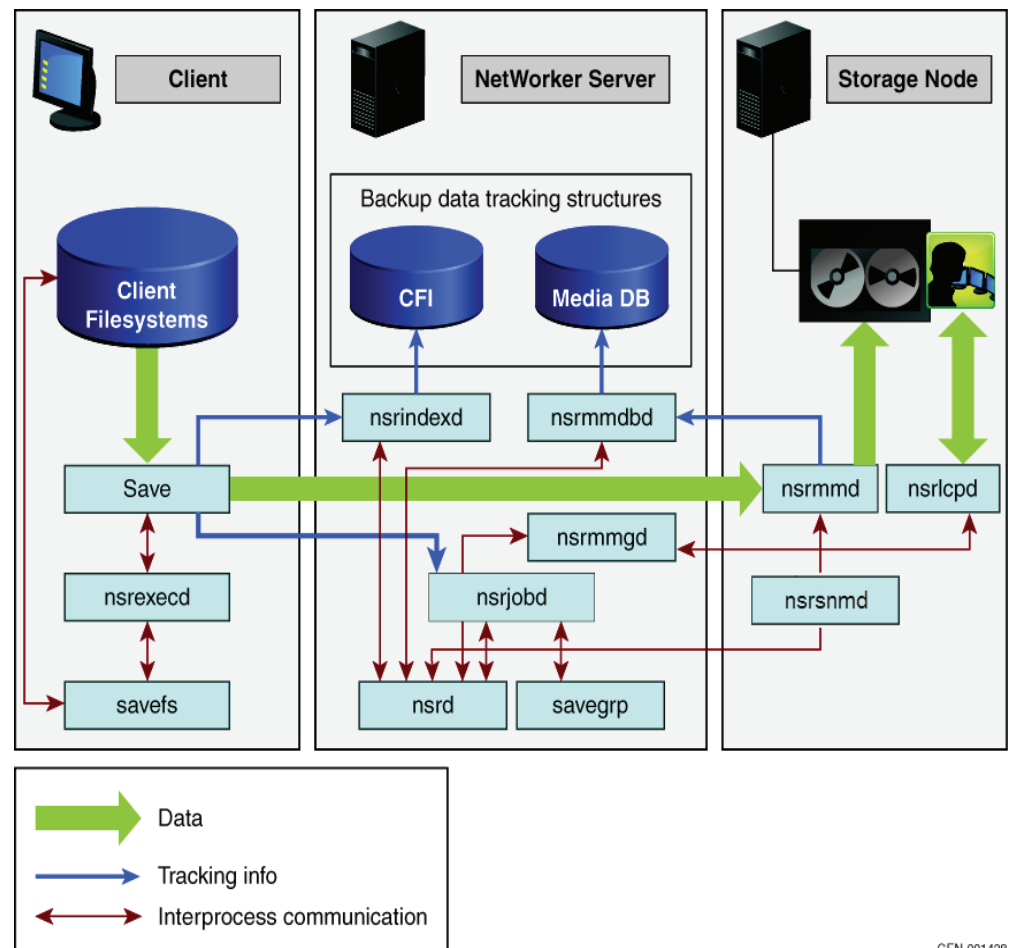 Client
NetWorker Server
Storage Node
Backup data tracking structures
Client
Filesystems
CFI
Media DB
nsrindexd
nsrmmdbd
Save
nsrmmd
nsrlcpd
nsrmmgd
nsrexecd
nsrjobd
nsrsnmd
savefs
nsrd
savegrp
Data
Tracking info
Interprocess communication